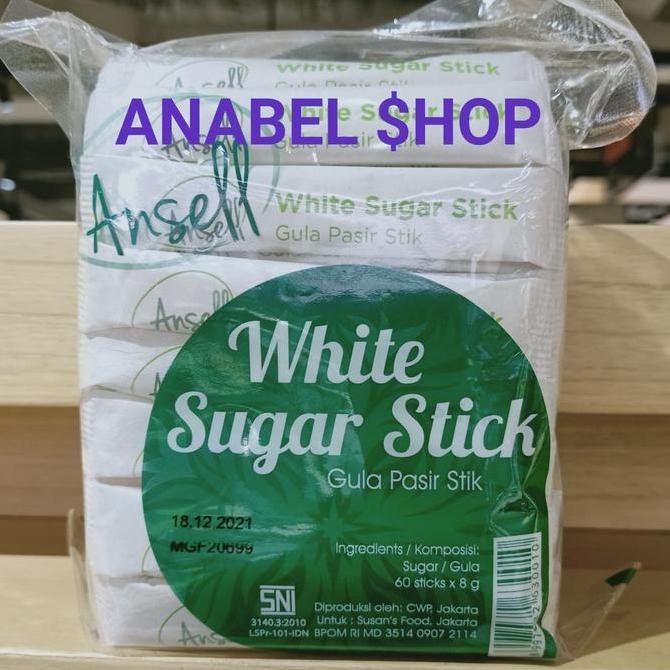 White Sugar Stick
Gula Pasir Stik
ANABEL $HOP
Ansell
White Sugar Stick
Gula Pasir Stik
Ansell
White
Sugar Stick
Gula Pasir Stik
18.12.2021
MGF20699
Ingredients / Komposisi:
Sugar / Gula
60 sticks x 8 g
SNI
3140.3:2010
LSPr-101-IDN
Diproduksi oleh: CWP, Jakarta
Untuk : Susan's Food, Jakarta
BPOM RI MD 3514 0907 2114